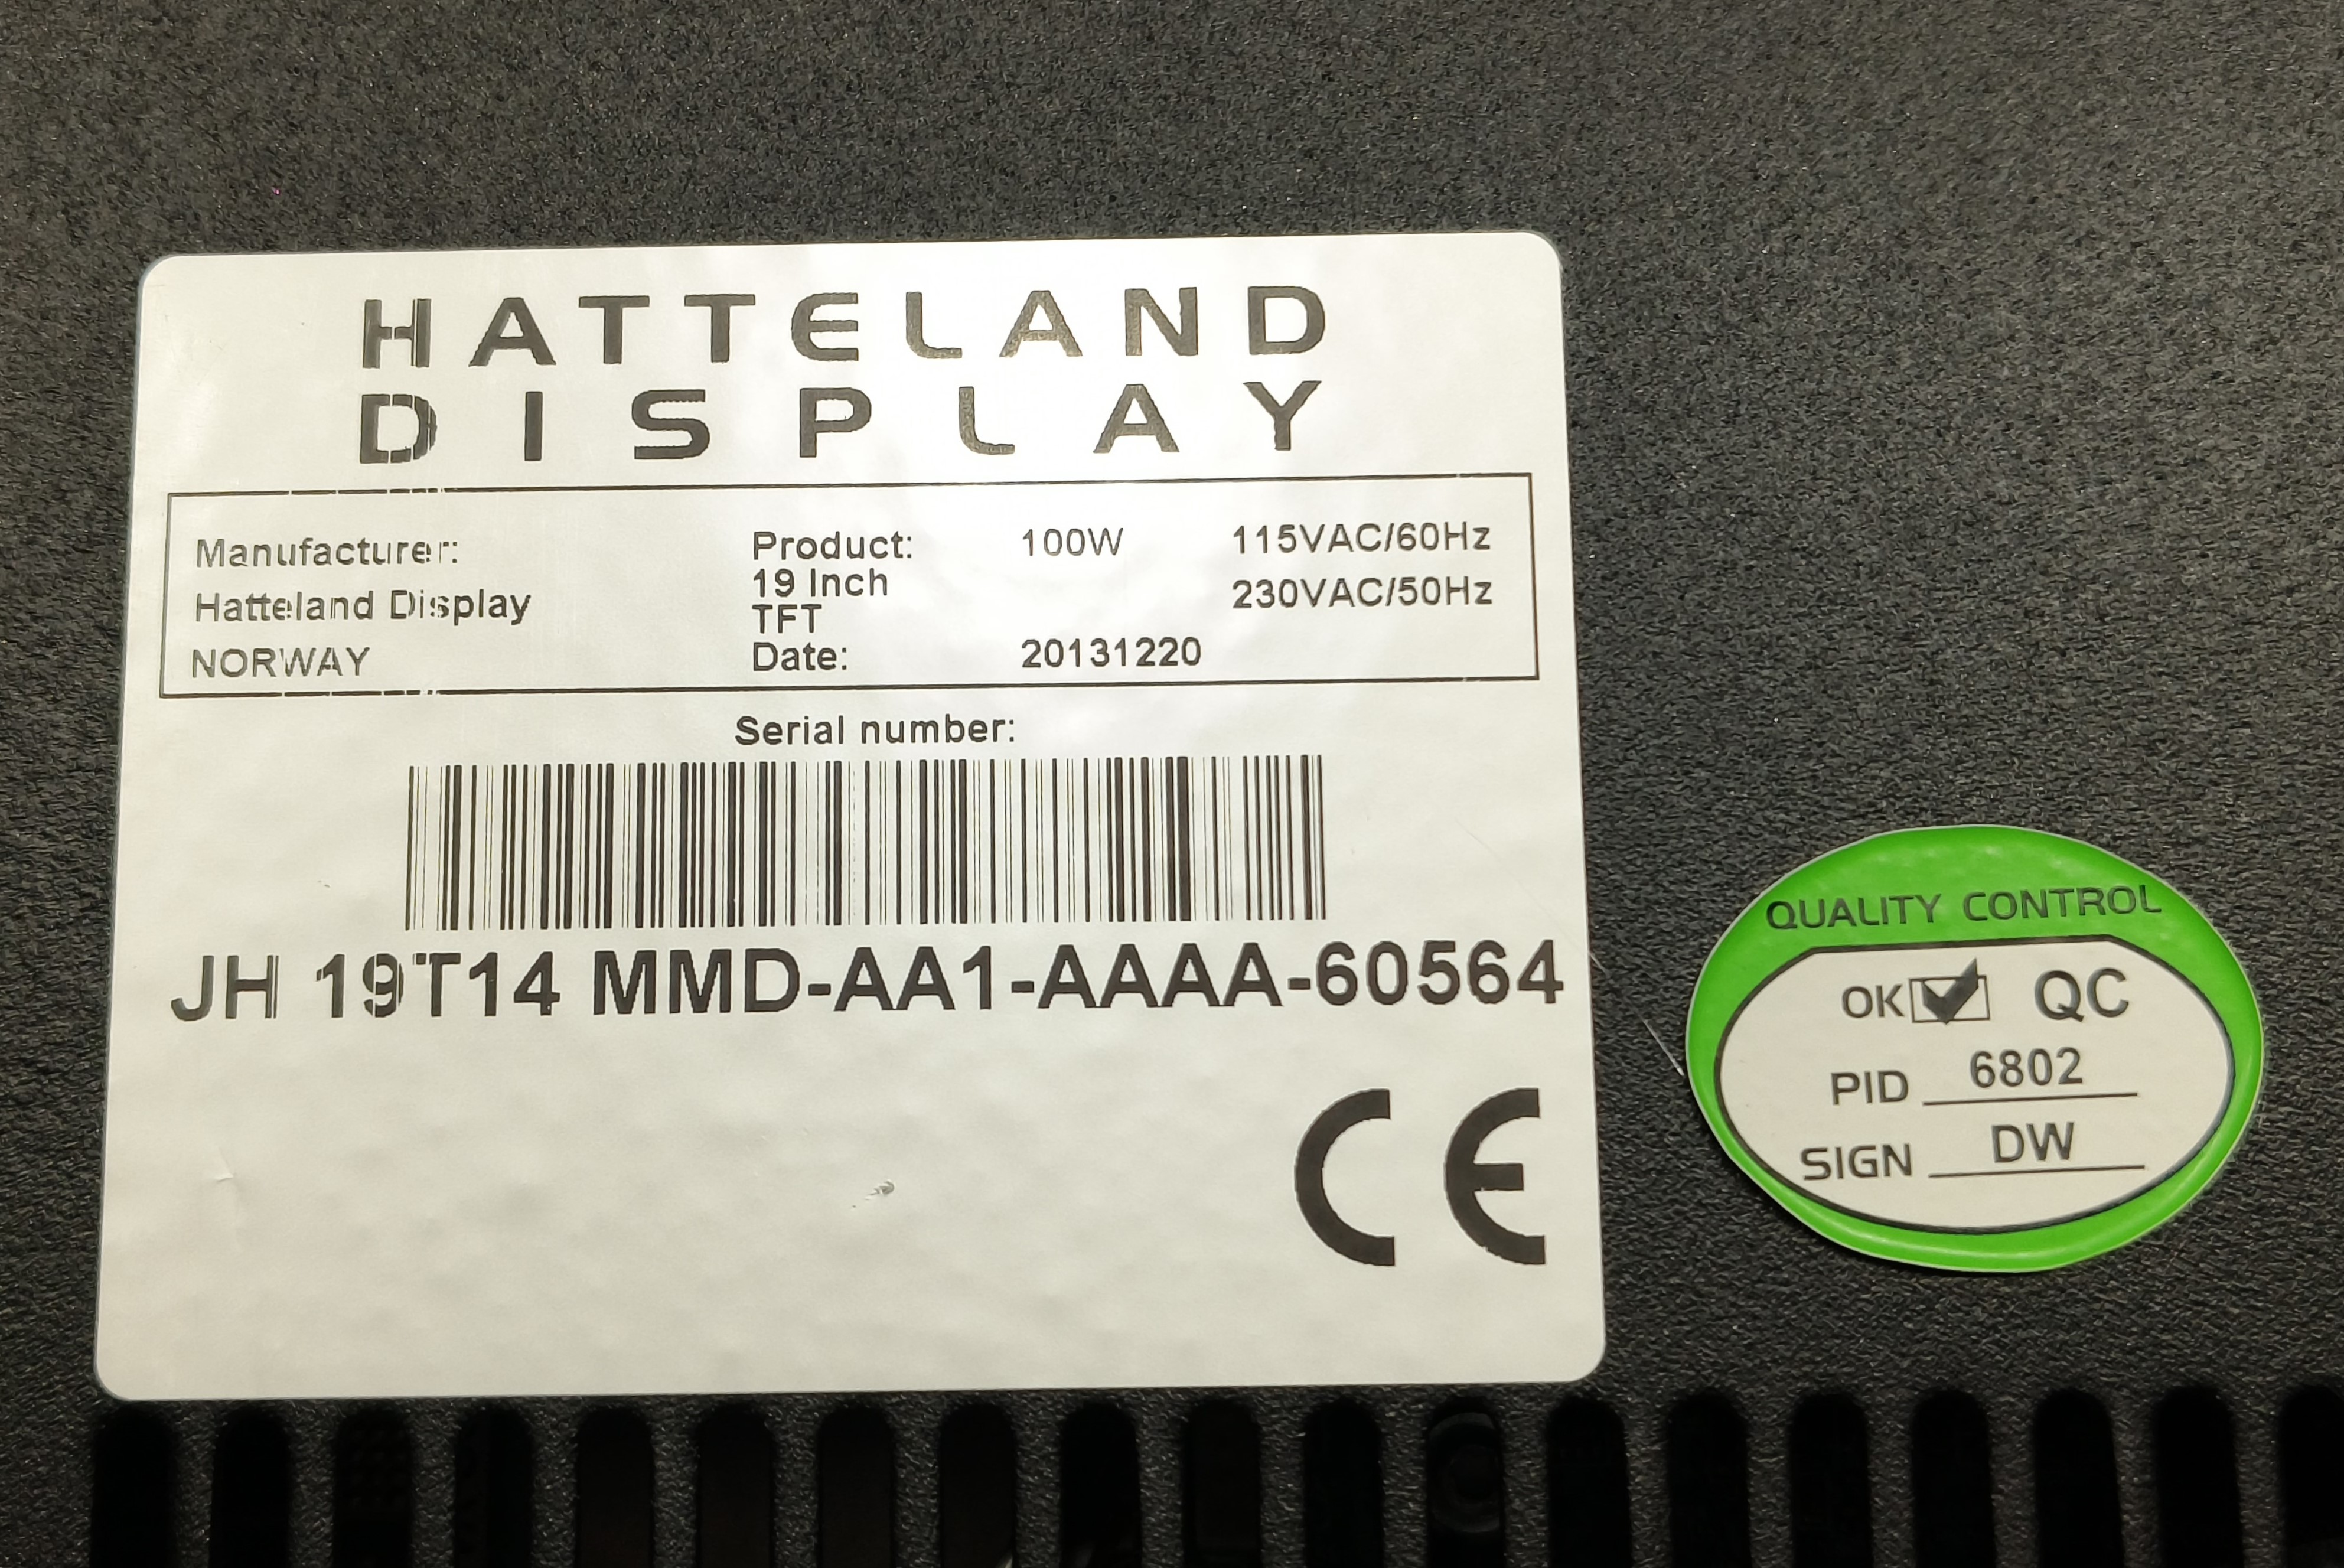 HATTELAND
DISPLAY
Manufacturer:
Hatteland Display
NORWAY
Product: 100W 115VAC/60Hz
19 Inch 230VAC/50Hz
TFT
Date: 20131220
Serial number:
JH 19T14 MMD-AA1-AAAA-60564
CE
QUALITY CONTROL
OK QC
PID 6802
SIGN DW